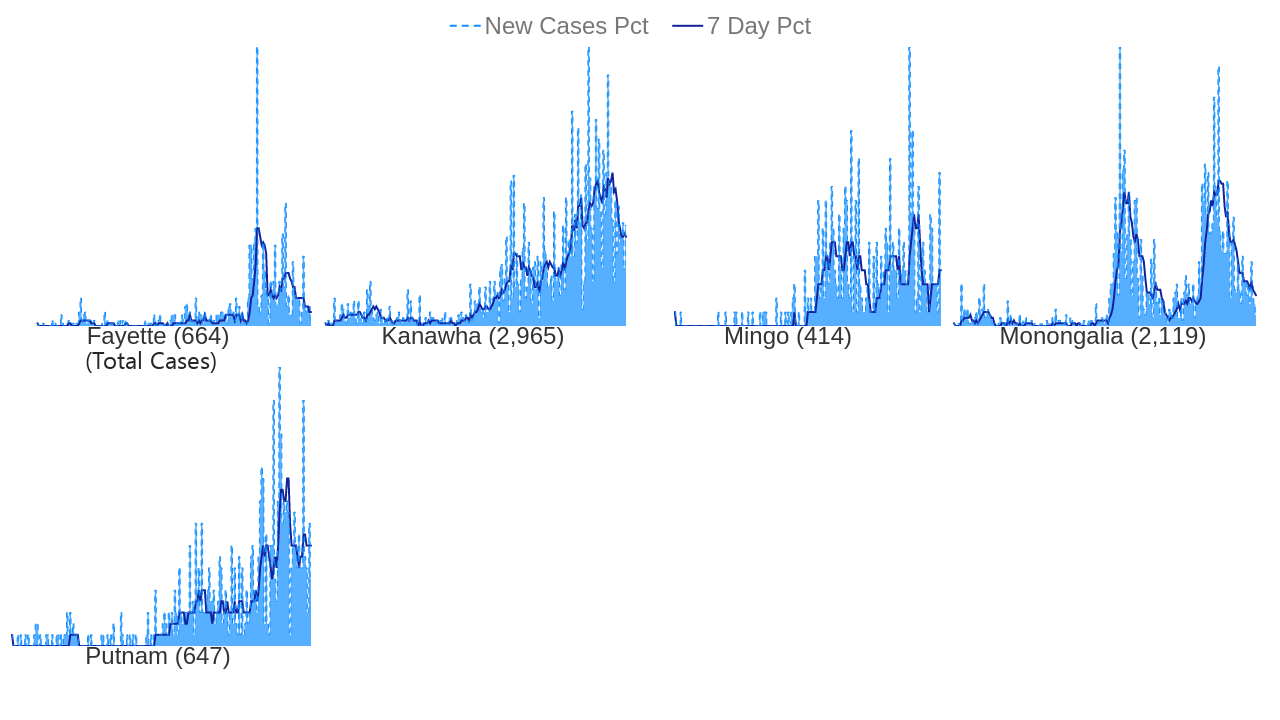 New Cases Pct 7 Day Pct
Fayette (664) Kanawha (2,965) Mingo (414) Monongalia (2,119)
(Total Cases)
Putnam (647)